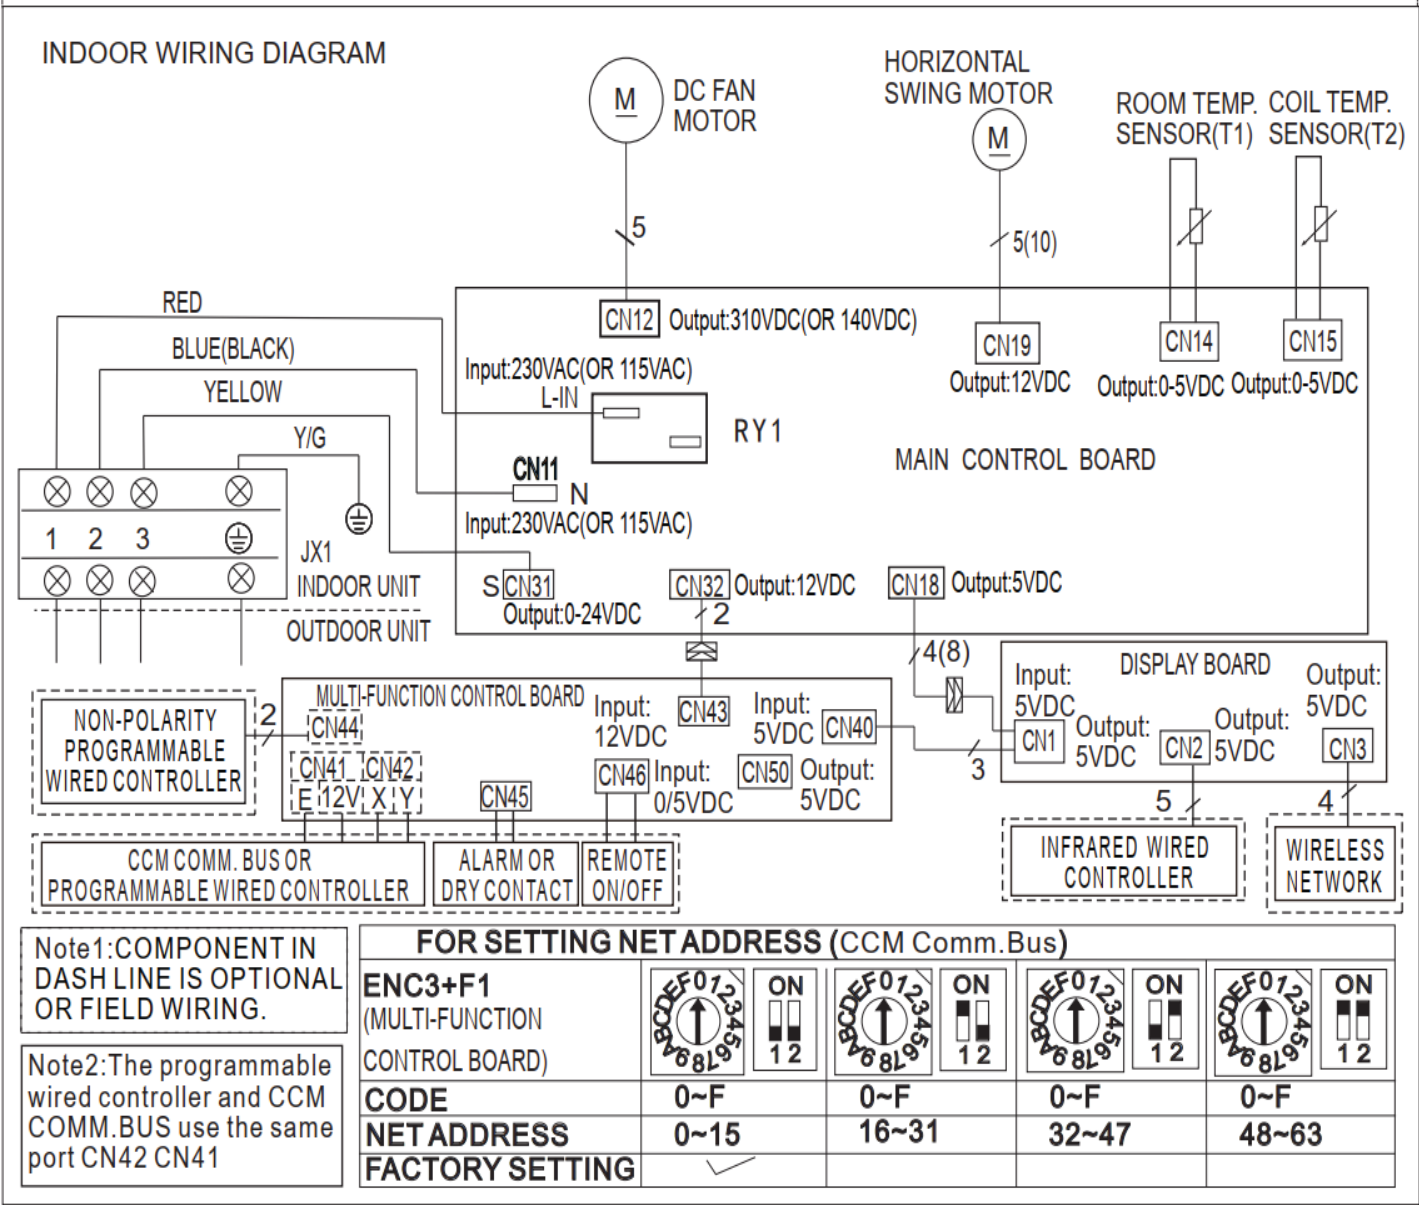 INDOOR WIRING DIAGRAM
M
DC FAN
MOTOR
HORIZONTAL
SWING MOTOR
M
ROOM TEMP.
SENSOR(T1)
COIL TEMP.
SENSOR(T2)
5
5(10)
RED
BLUE(BLACK)
YELLOW
Y/G
CN12
Output:310VDC(OR 140VDC)
CN19
Output:12VDC
CN14
Output:0-5VDC
CN15
Output:0-5VDC
Input:230VAC(OR 115VAC)
L-IN
RY1
MAIN CONTROL BOARD
CN11
N
Input:230VAC(OR 115VAC)
1 2 3
JX1
INDOOR UNIT
OUTDOOR UNIT
S
CN31
Output:0-24VDC
CN32
Output:12VDC
2
CN18
Output:5VDC
4(8)
MULTI-FUNCTION CONTROL BOARD
NON-POLARITY
PROGRAMMABLE
WIRED CONTROLLER
2
CN44
CN41
CN42
E 12V X Y
CN45
Input:
12VDC
CN43
CN46
Input:
0/5VDC
Input:
5VDC
CN40
CN50
Output:
5VDC
3
DISPLAY BOARD
Input:
5VDC
CN1
Output:
5VDC
CN2
Output:
5VDC
Output:
5VDC
CN3
5
4
CCM COMM. BUS OR
PROGRAMMABLE WIRED CONTROLLER
ALARM OR
DRY CONTACT
REMOTE
ON/OFF
INFRARED WIRED
CONTROLLER
WIRELESS
NETWORK
Note1:COMPONENT IN
DASH LINE IS OPTIONAL
OR FIELD WIRING.
Note2:The programmable
wired controller and CCM
COMM.BUS use the same
port CN42 CN41
FOR SETTING NET ADDRESS (CCM Comm.Bus)
ENC3+F1
(MULTI-FUNCTION
CONTROL BOARD)
0123456789ABCDEF
ON
1 2
0123456789ABCDEF
ON
1 2
0123456789ABCDEF
ON
1 2
0123456789ABCDEF
ON
1 2
CODE 0~F 0~F 0~F 0~F
NET ADDRESS 0~15 16~31 32~47 48~63
FACTORY SETTING